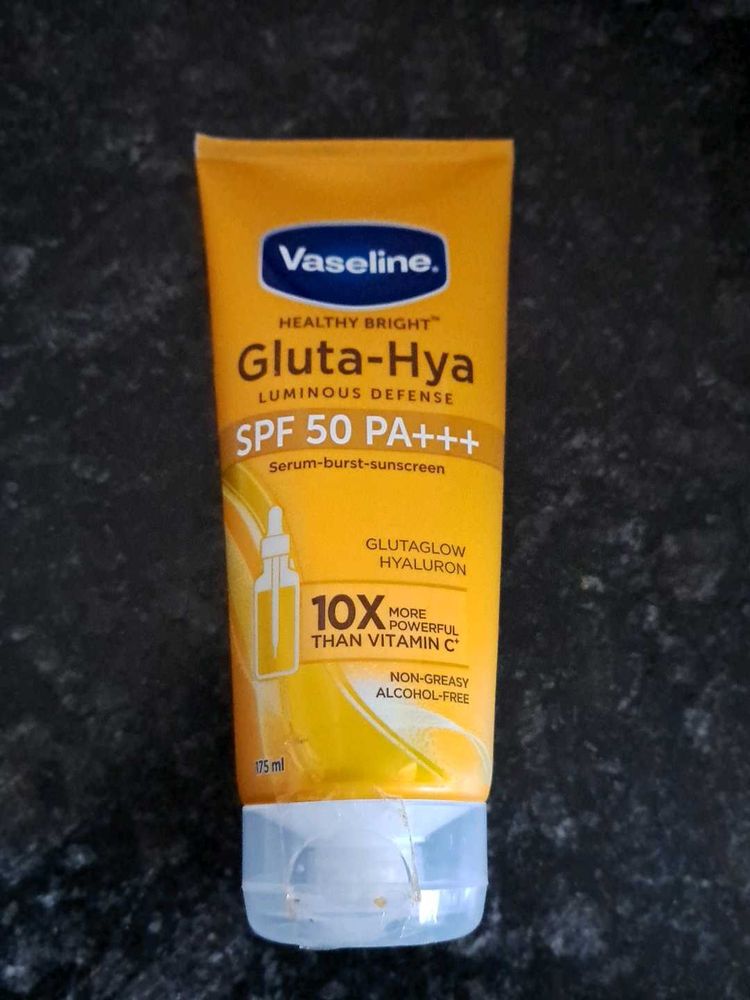 Vaseline.
HEALTHY BRIGHT™
Gluta-Hya
LUMINOUS DEFENSE
SPF 50 PA+++
Serum-burst-sunscreen
GLUTAGLOW
HYALURON
10X MORE
POWERFUL
THAN VITAMIN C*
NON-GREASY
ALCOHOL-FREE
175 ml